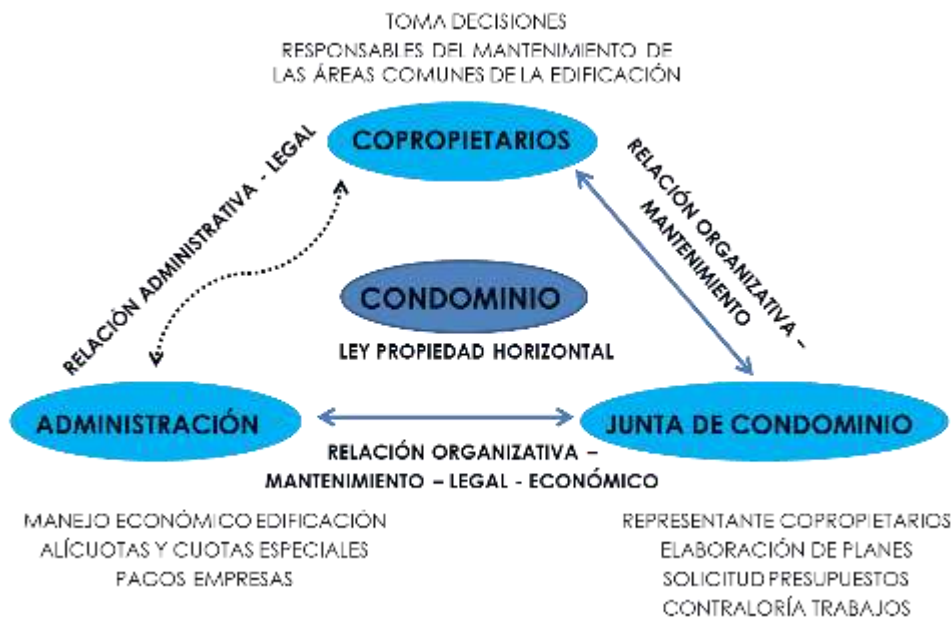 TOMA DECISIONES
RESPONSABLES DEL MANTENIMIENTO DE
LAS ÁREAS COMUNES DE LA EDIFICACIÓN
COPROPIETARIOS
RELACIÓN ADMINISTRATIVA - LEGAL
RELACIÓN ORGANIZATIVA –
MANTENIMIENTO
CONDOMINIO
LEY PROPIEDAD HORIZONTAL
ADMINISTRACIÓN
JUNTA DE CONDOMINIO
RELACIÓN ORGANIZATIVA –
MANTENIMIENTO – LEGAL - ECONÓMICO
MANEJO ECONÓMICO EDIFICACIÓN
ALÍCUOTAS Y CUOTAS ESPECIALES
PAGOS EMPRESAS
REPRESENTANTE COPROPIETARIOS
ELABORACIÓN DE PLANES
SOLICITUD PRESUPUESTOS
CONTRALORÍA TRABAJOS